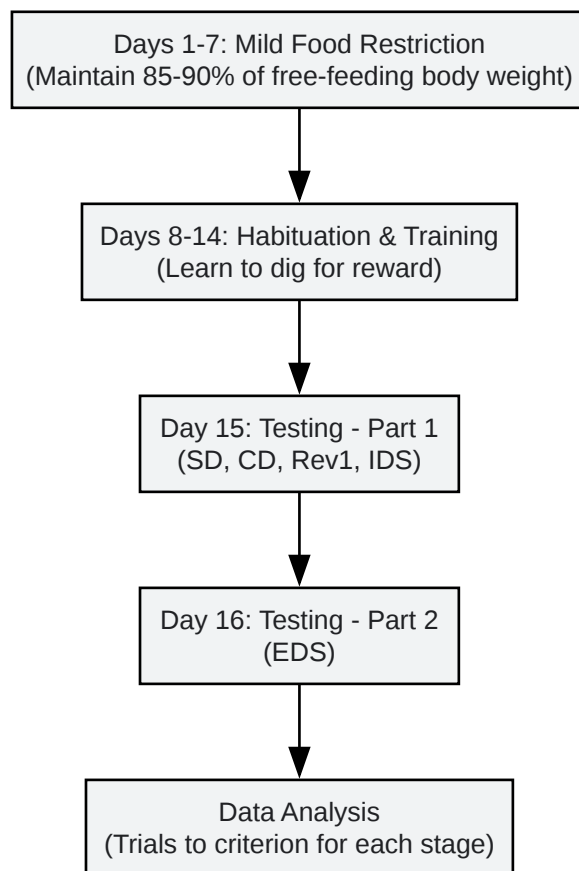 Days 1-7: Mild Food Restriction
(Maintain 85-90% of free-feeding body weight)
Days 8-14: Habituation & Training
(Learn to dig for reward)
Day 15: Testing - Part 1
(SD, CD, Rev1, IDS)
Day 16: Testing - Part 2
(EDS)
Data Analysis
(Trials to criterion for each stage)